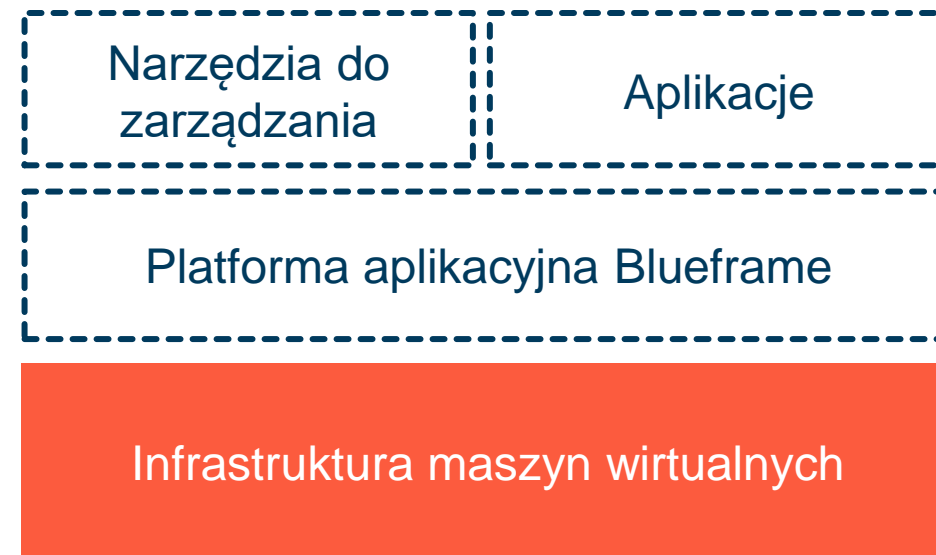 Narzędzia do
zarządzania
Aplikacje
Platforma aplikacyjna Blueframe
Infrastruktura maszyn wirtualnych